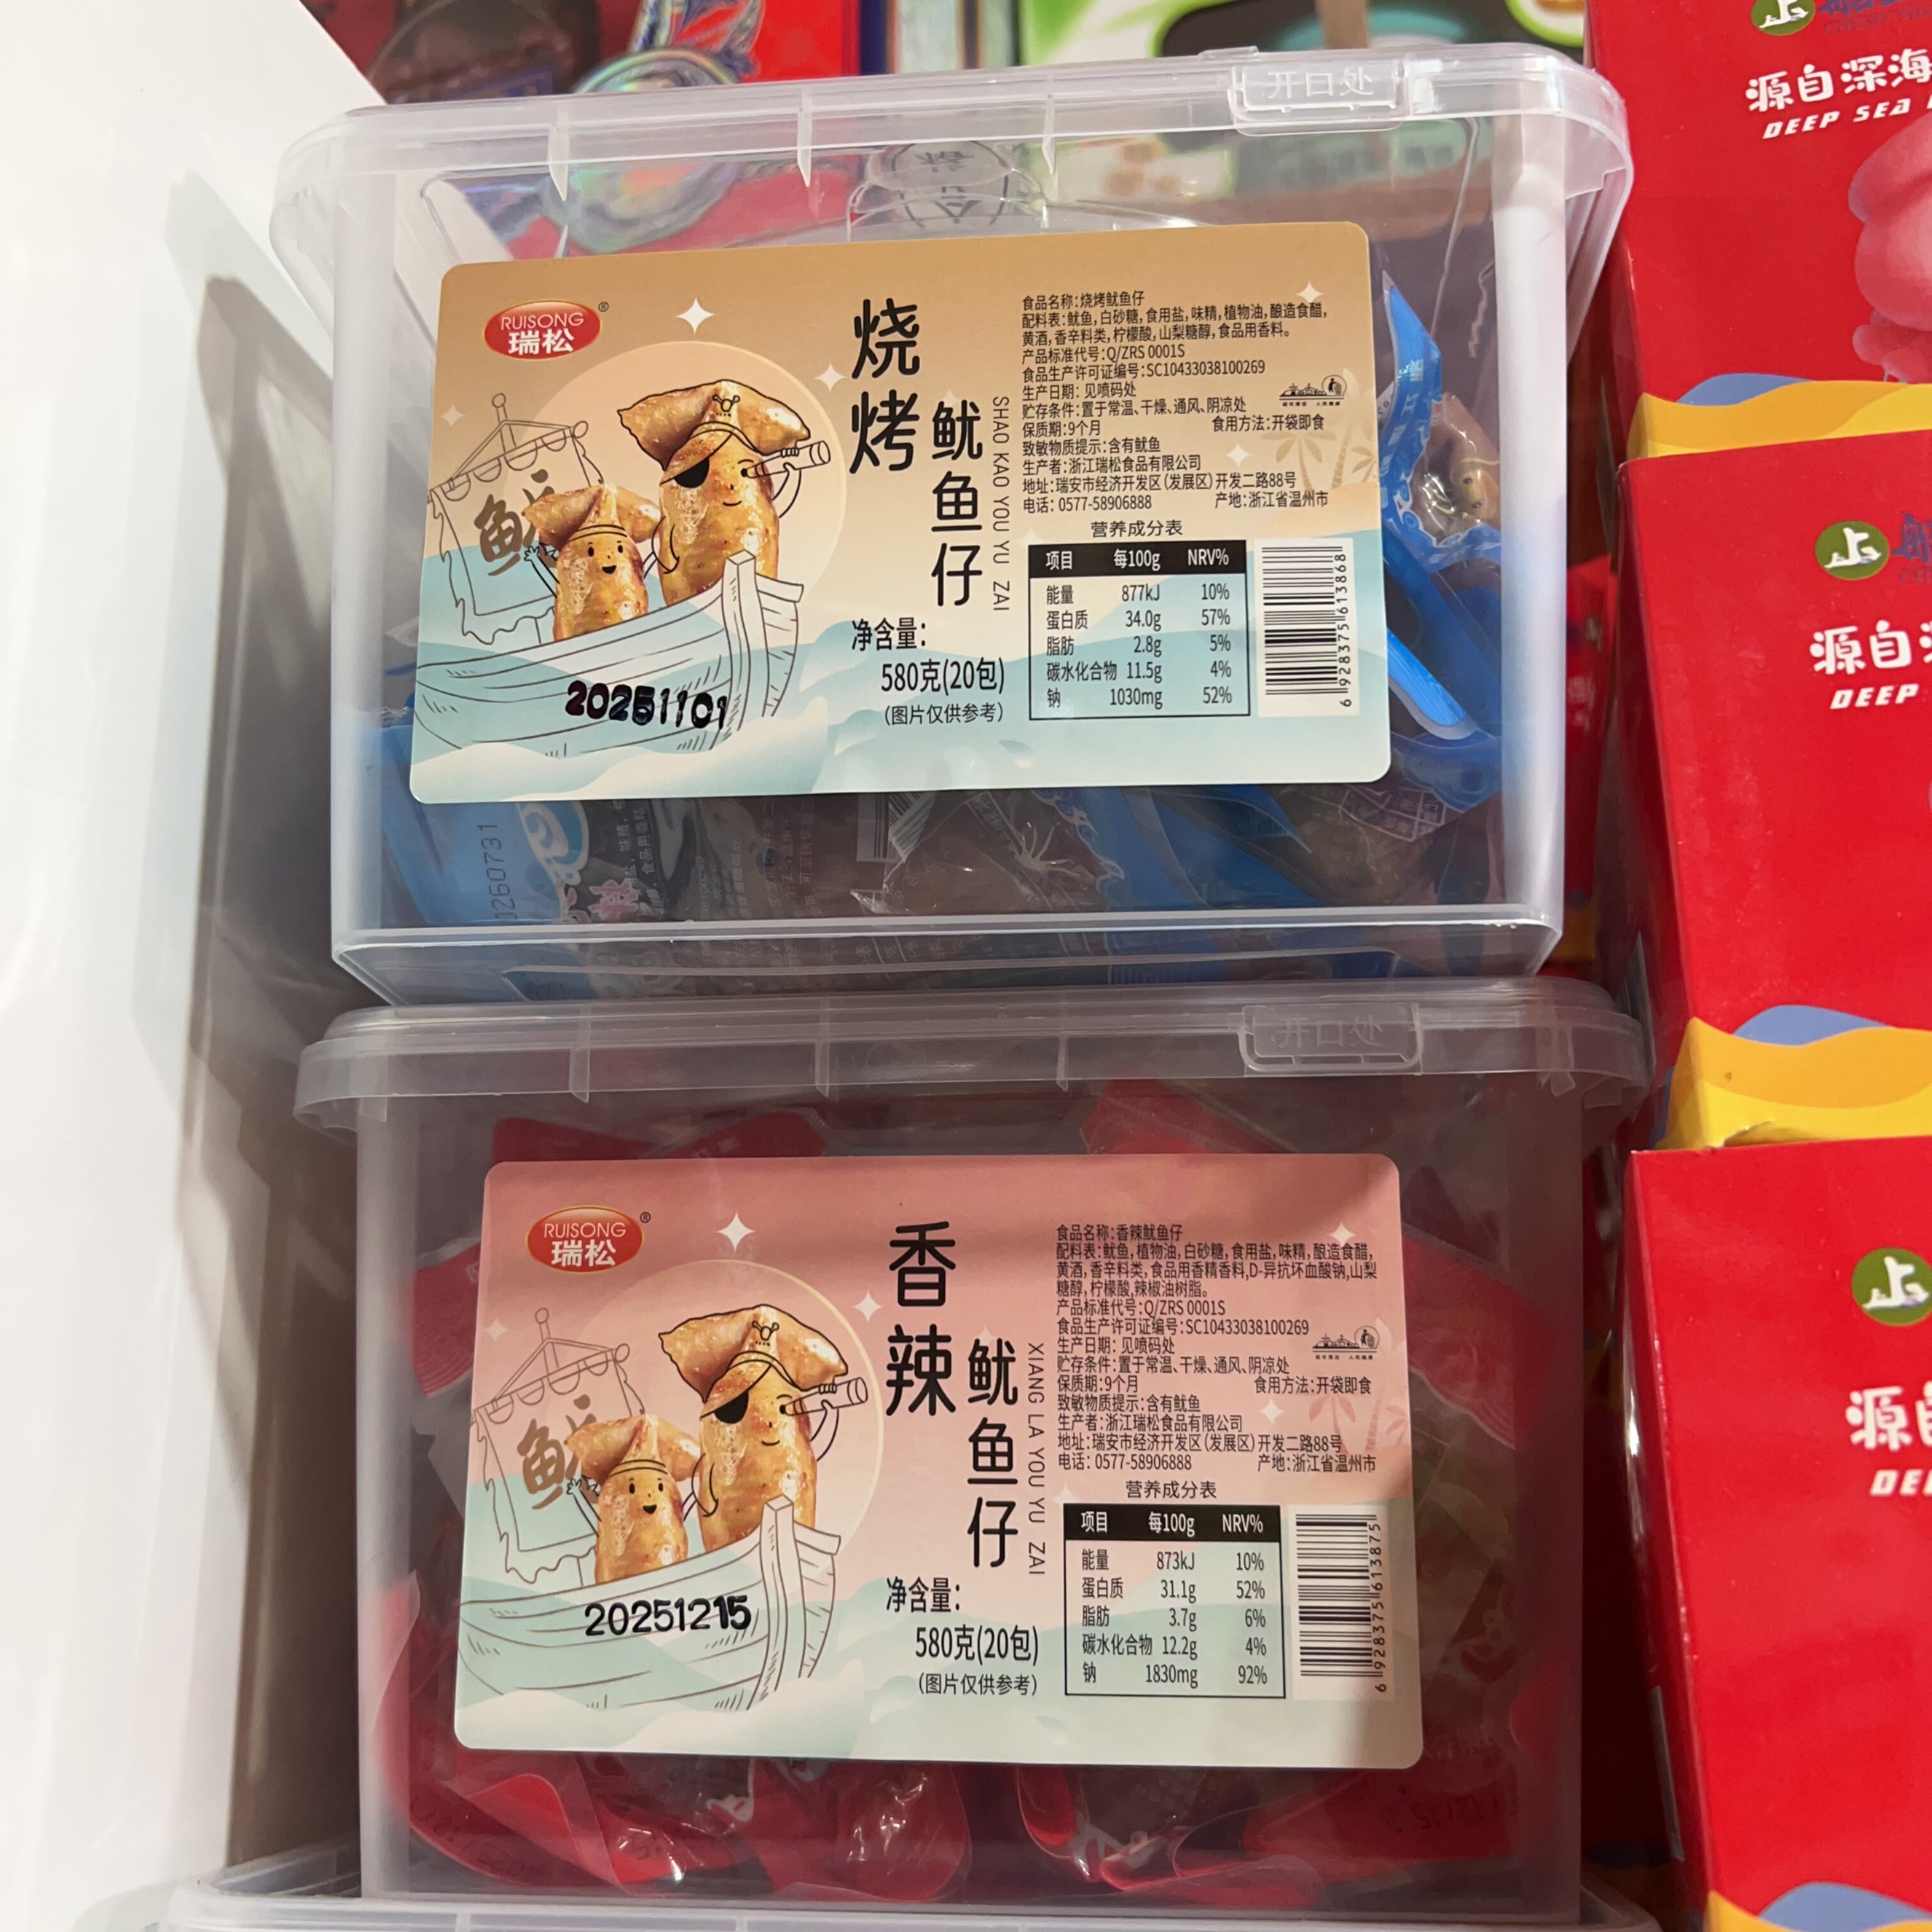 开口处
源自深海
DEEP SEA
上
RUISONG®
瑞松
烧烤
鱿鱼仔
SHAO KAO YOU YU ZAI
净含量:
580克(20包)
(图片仅供参考)
20251101
食品名称:烧烤鱿鱼仔
配料表:鱿鱼,白砂糖,食用盐,味精,植物油,酿造食醋,
黄酒,香辛料类,柠檬酸,山梨糖醇,食品用香料。
产品标准代号:Q/ZRS 0001S
食品生产许可证编号:SC10433038100269
生产日期: 见喷码处
贮存条件:置于常温、干燥、通风、阴凉处
保质期:9个月 食用方法:开袋即食
致敏物质提示:含有鱿鱼
生产者:浙江瑞松食品有限公司
地址:瑞安市经济开发区(发展区)开发二路88号
电话: 0577-58906888 产地:浙江省温州市
营养成分表
项目 每100g NRV%
能量 877kJ 10%
蛋白质 34.0g 57%
脂肪 2.8g 5%
碳水化合物 11.5g 4%
钠 1030mg 52%
6 928375 613868
0260731
上
源自
DEEP
开口处
RUISONG®
瑞松
香辣
鱿鱼仔
XIANG LA YOU YU ZAI
净含量:
580克(20包)
(图片仅供参考)
20251215
食品名称:香辣鱿鱼仔
配料表:鱿鱼,植物油,白砂糖,食用盐,味精,酿造食醋,
黄酒,香辛料类,食品用香精香料,D-异抗坏血酸钠,山梨
糖醇,柠檬酸,辣椒油树脂。
产品标准代号:Q/ZRS 0001S
食品生产许可证编号:SC10433038100269
生产日期: 见喷码处
贮存条件:置于常温、干燥、通风、阴凉处
保质期:9个月 食用方法:开袋即食
致敏物质提示:含有鱿鱼
生产者:浙江瑞松食品有限公司
地址:瑞安市经济开发区(发展区)开发二路88号
电话: 0577-58906888 产地:浙江省温州市
营养成分表
项目 每100g NRV%
能量 873kJ 10%
蛋白质 31.1g 52%
脂肪 3.7g 6%
碳水化合物 12.2g 4%
钠 1830mg 92%
6 928375 613875
上
源